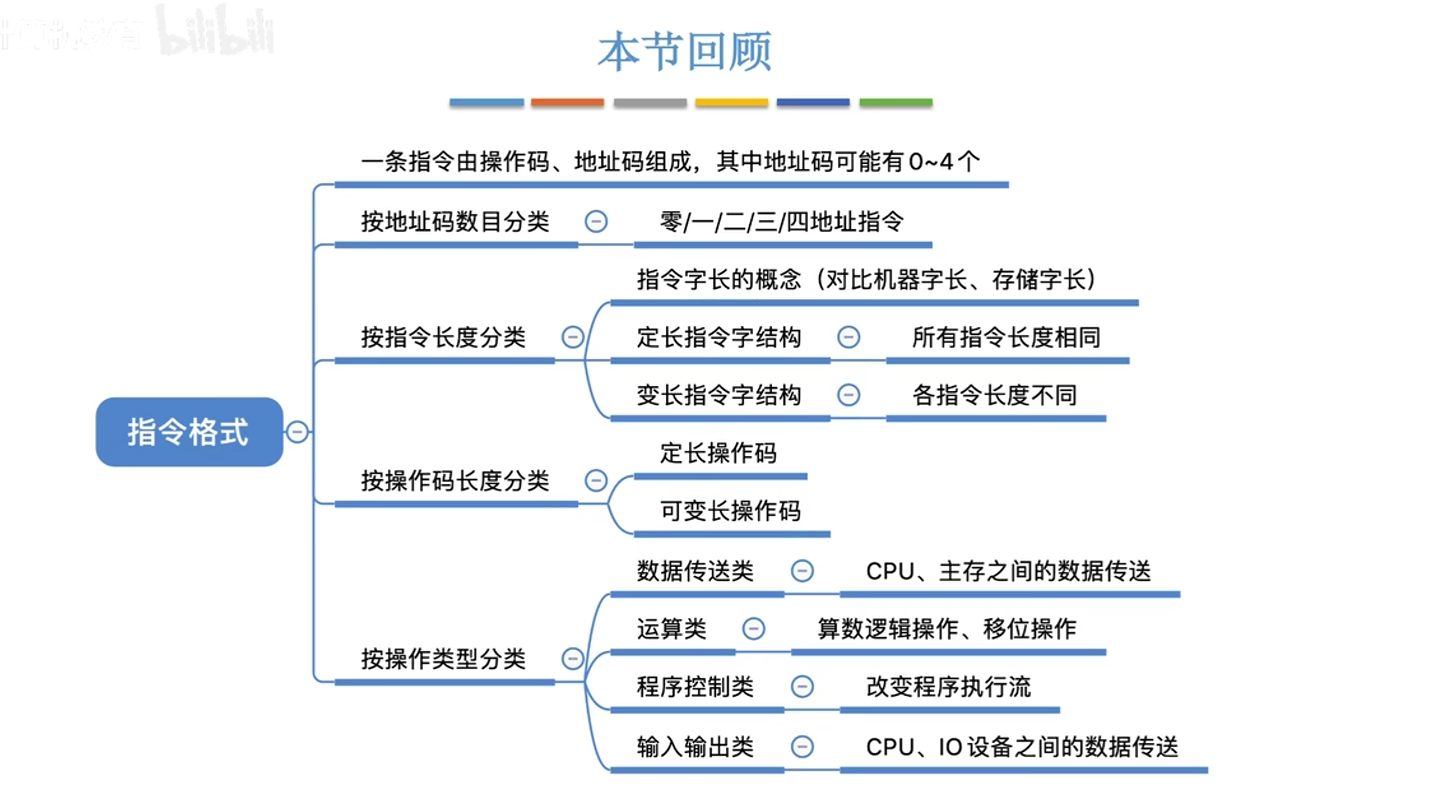 bilibili
本节回顾
一条指令由操作码、地址码组成，其中地址码可能有0~4个
按地址码数目分类
零/一/二/三/四地址指令
指令字长的概念（对比机器字长、存储字长）
按指令长度分类
定长指令字结构
所有指令长度相同
变长指令字结构
各指令长度不同
指令格式
按操作码长度分类
定长操作码
可变长操作码
数据传送类
CPU、主存之间的数据传送
运算类
算数逻辑操作、移位操作
按操作类型分类
程序控制类
改变程序执行流
输入输出类
CPU、IO设备之间的数据传送